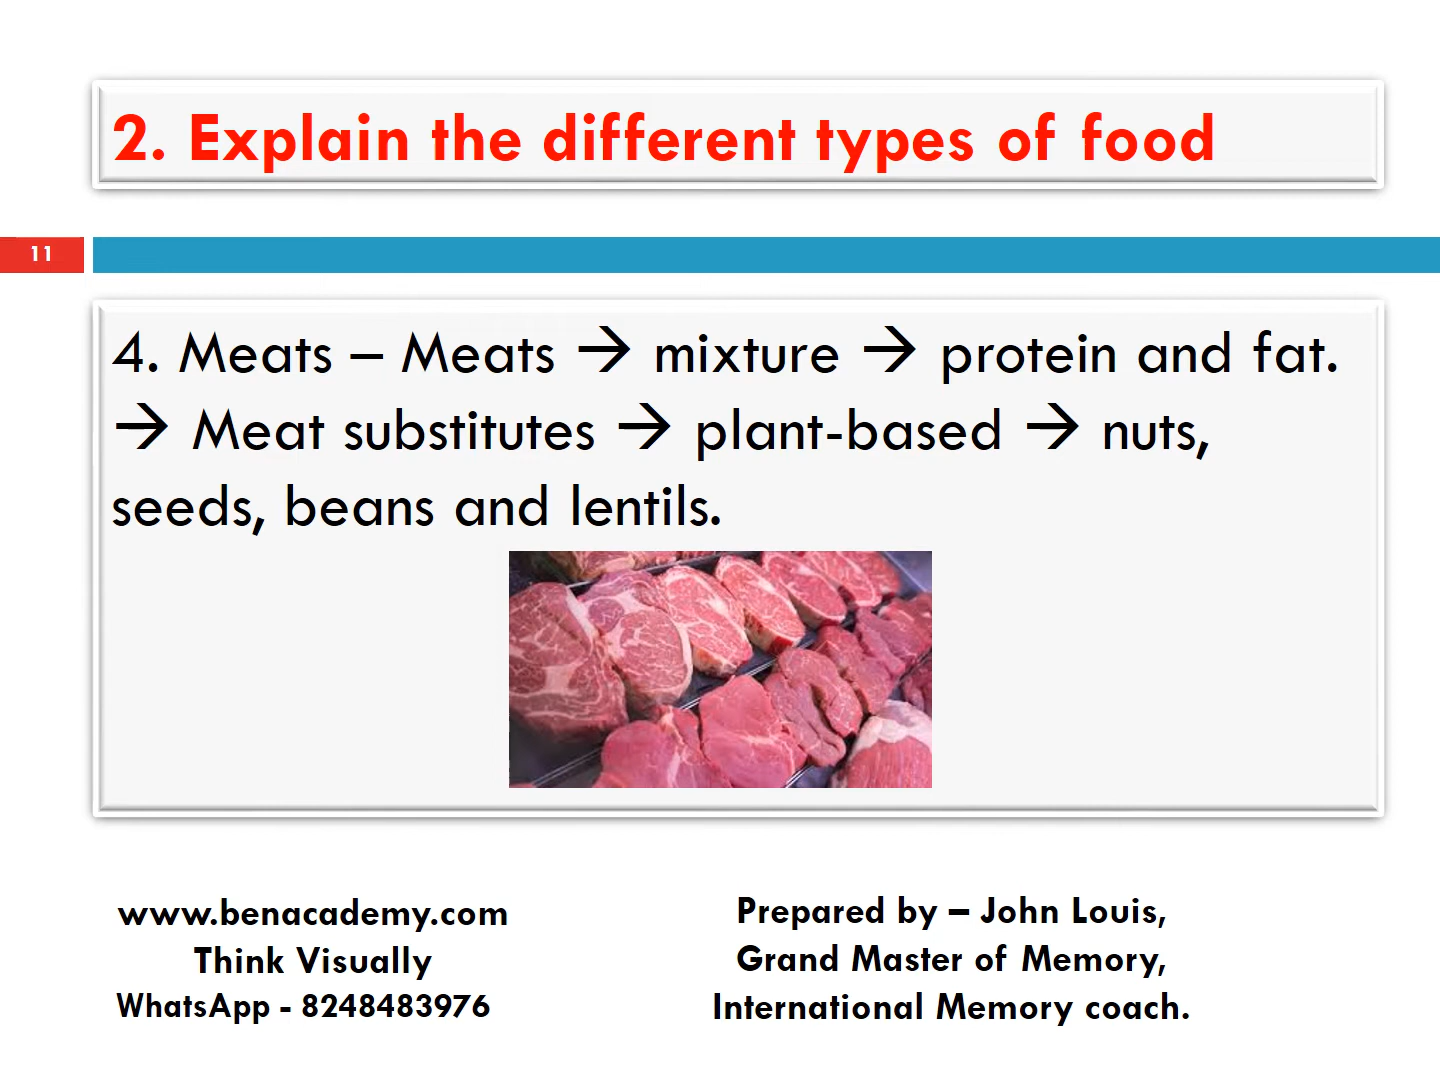 2. Explain the different types of food
11
4. Meats – Meats → mixture → protein and fat.
→ Meat substitutes → plant-based → nuts,
seeds, beans and lentils.
www.benacademy.com
Think Visually
WhatsApp - 8248483976
Prepared by – John Louis,
Grand Master of Memory,
International Memory coach.